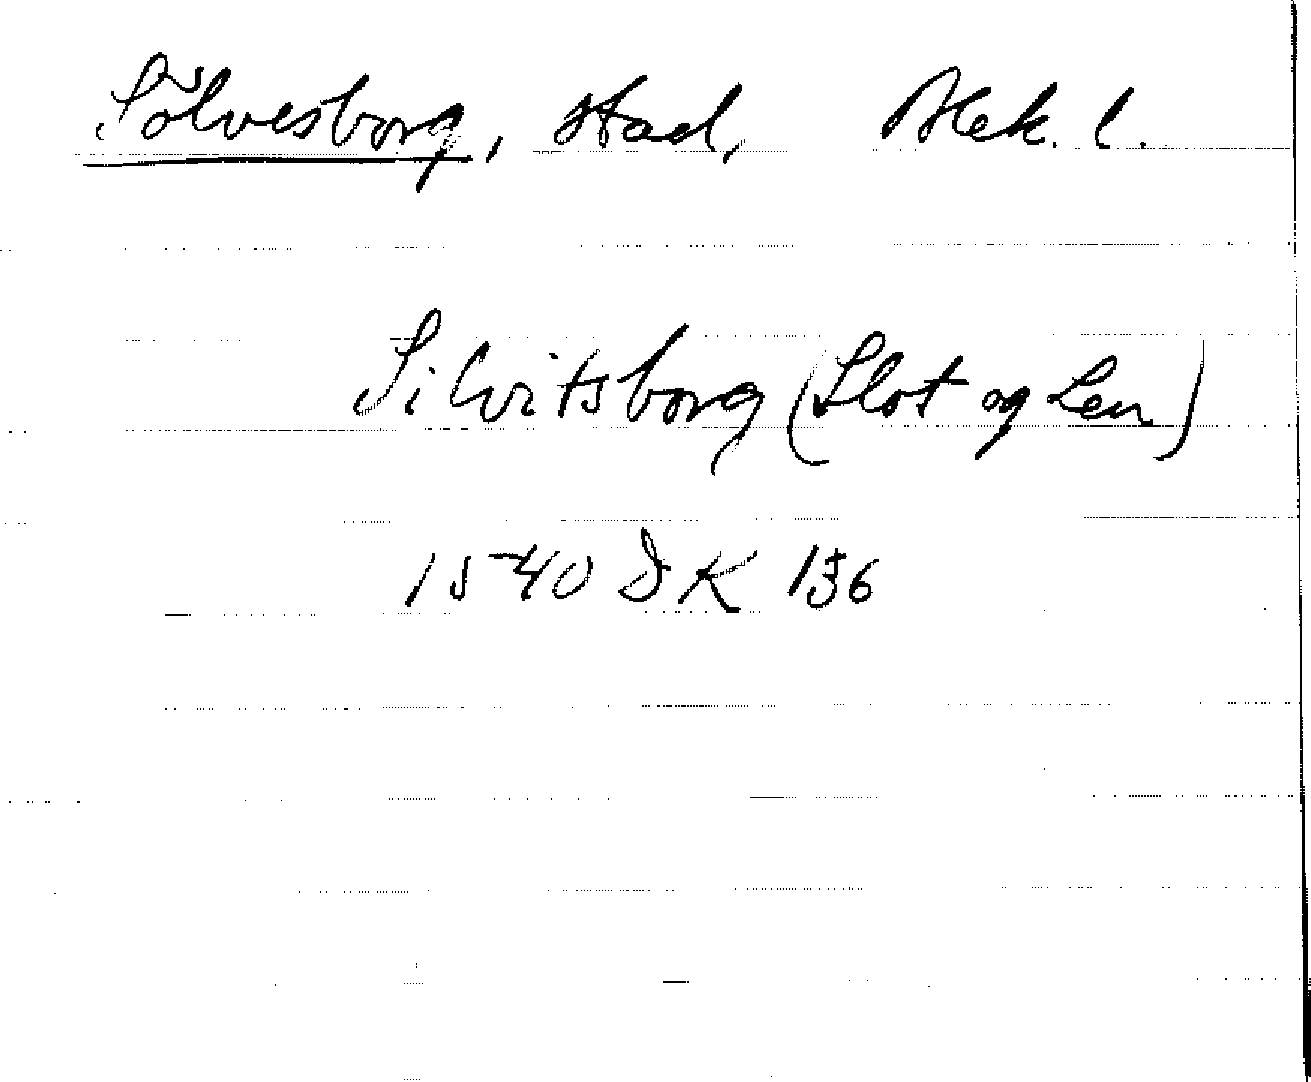 Sölvesborg, stad, Blek. l.
Silvitsborg (Slot og Len)
1540 DK 136